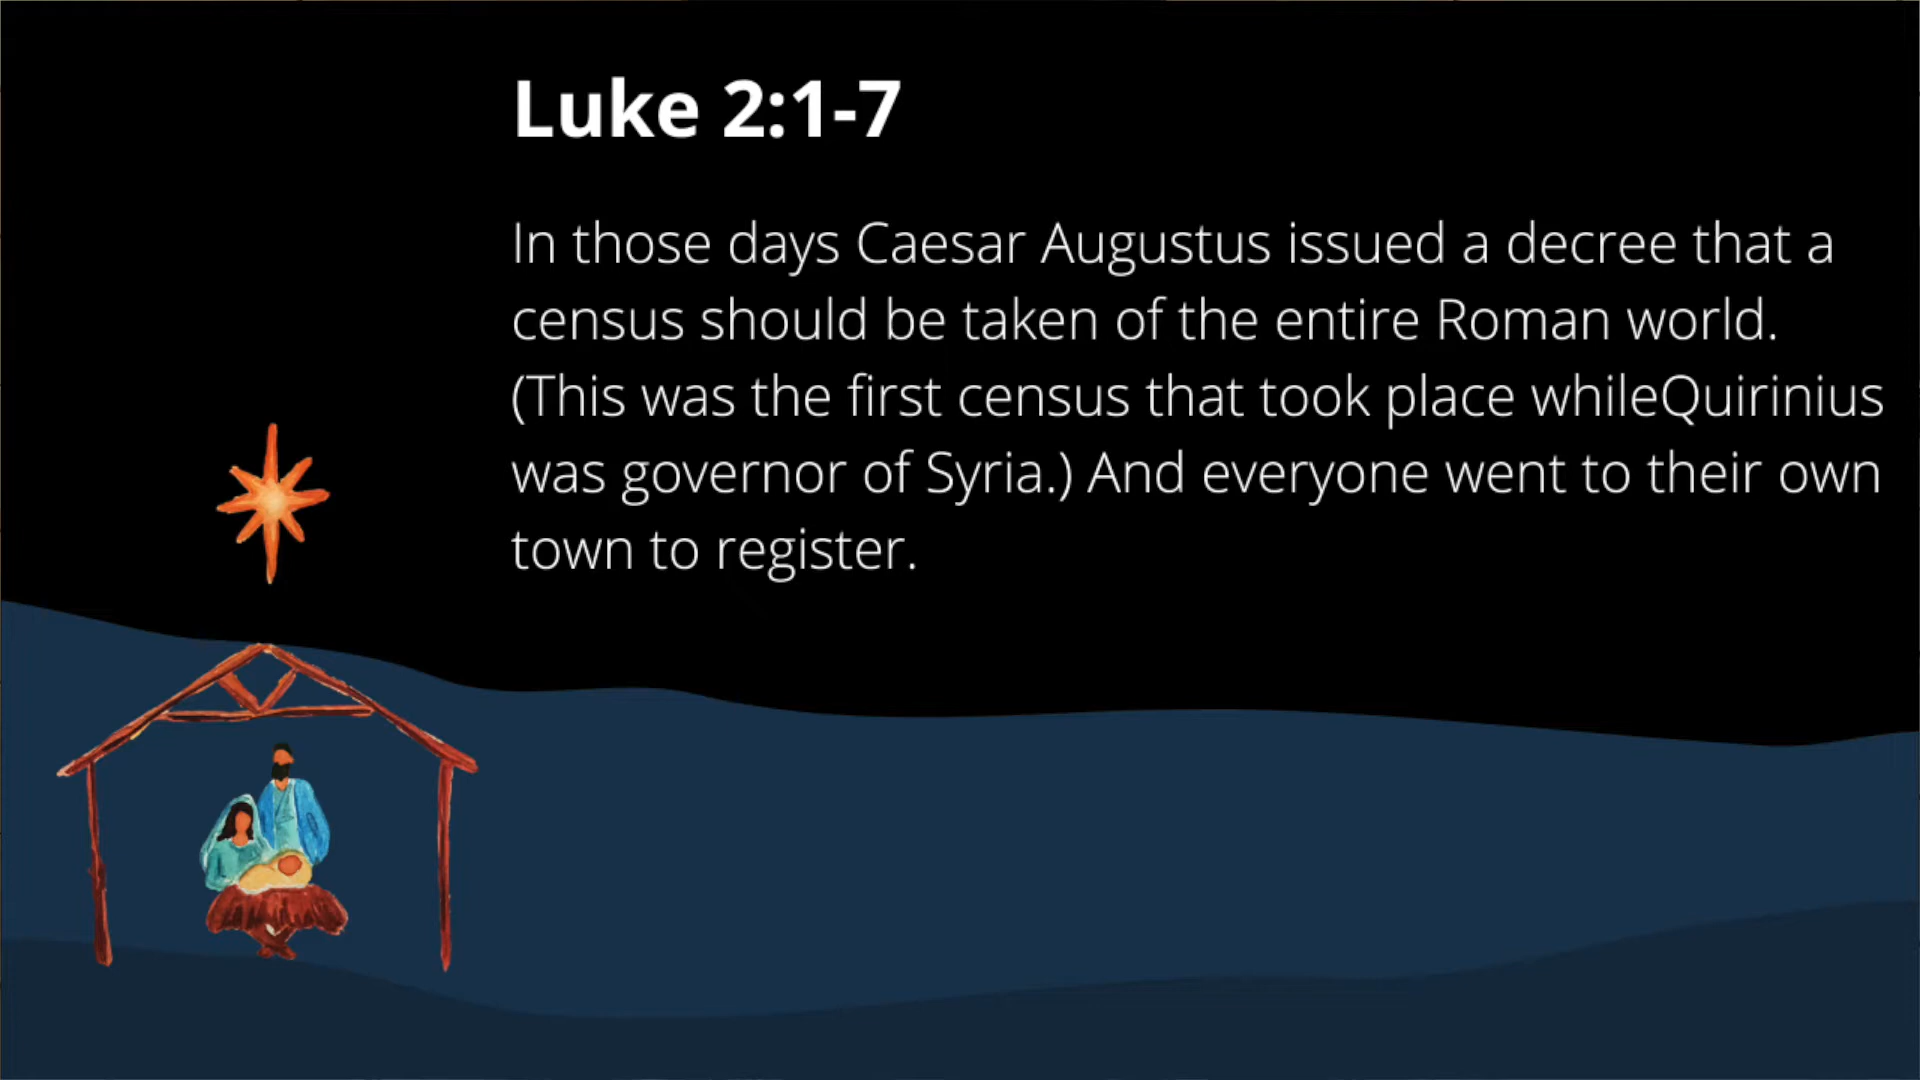 Luke 2:1-7
In those days Caesar Augustus issued a decree that a
census should be taken of the entire Roman world.
(This was the first census that took place whileQuirinius
was governor of Syria.) And everyone went to their own
town to register.